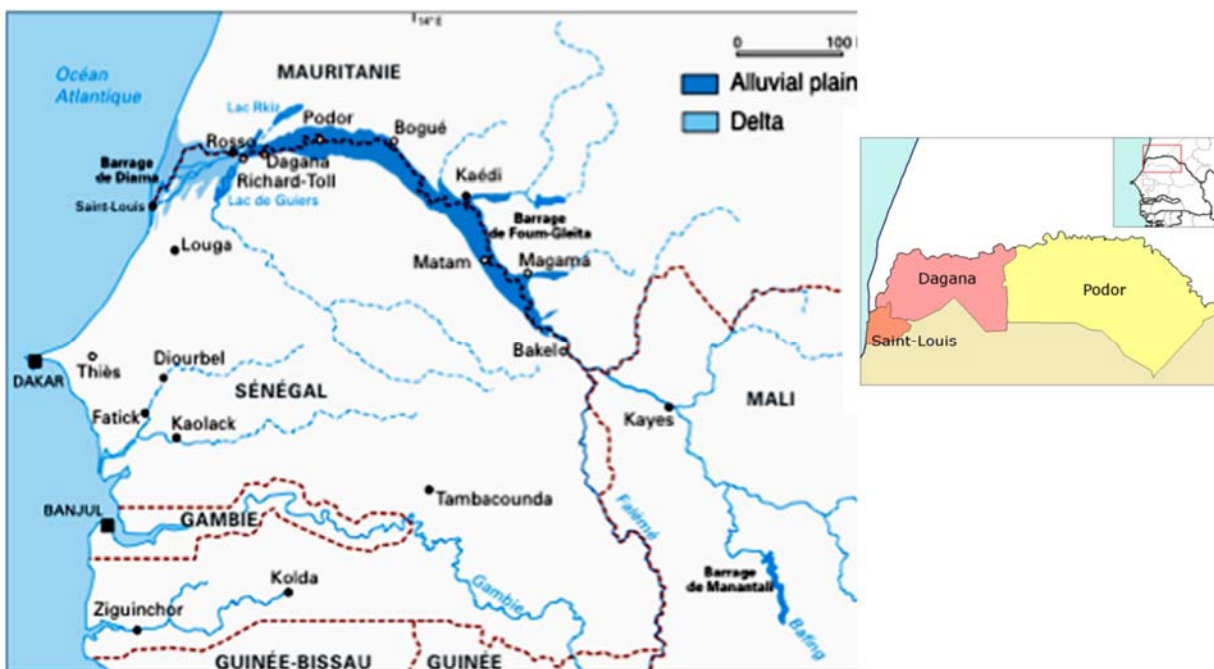 14° E
0 100
MAURITANIE
Océan
Atlantique
Alluvial plain
Delta
Lac Rkiz
Podor
Bogué
Rosso
Dagana
Richard-Toll
Barrage
de Diama
Saint-Louis
Lac de Guiers
Kaédi
Barrage
de Foum-Gleïta
Louga
Matam
Magama
Bakel
Thiès
DAKAR
Diourbel
SÉNÉGAL
MALI
Fatick
Kaolack
Kayes
Tambacounda
BANJUL
GAMBIE
Falémé
Gambie
Kolda
Ziguinchor
Barrage
de Manantali
Bafing
GUINÉE-BISSAU
GUINÉE
Dagana
Podor
Saint-Louis